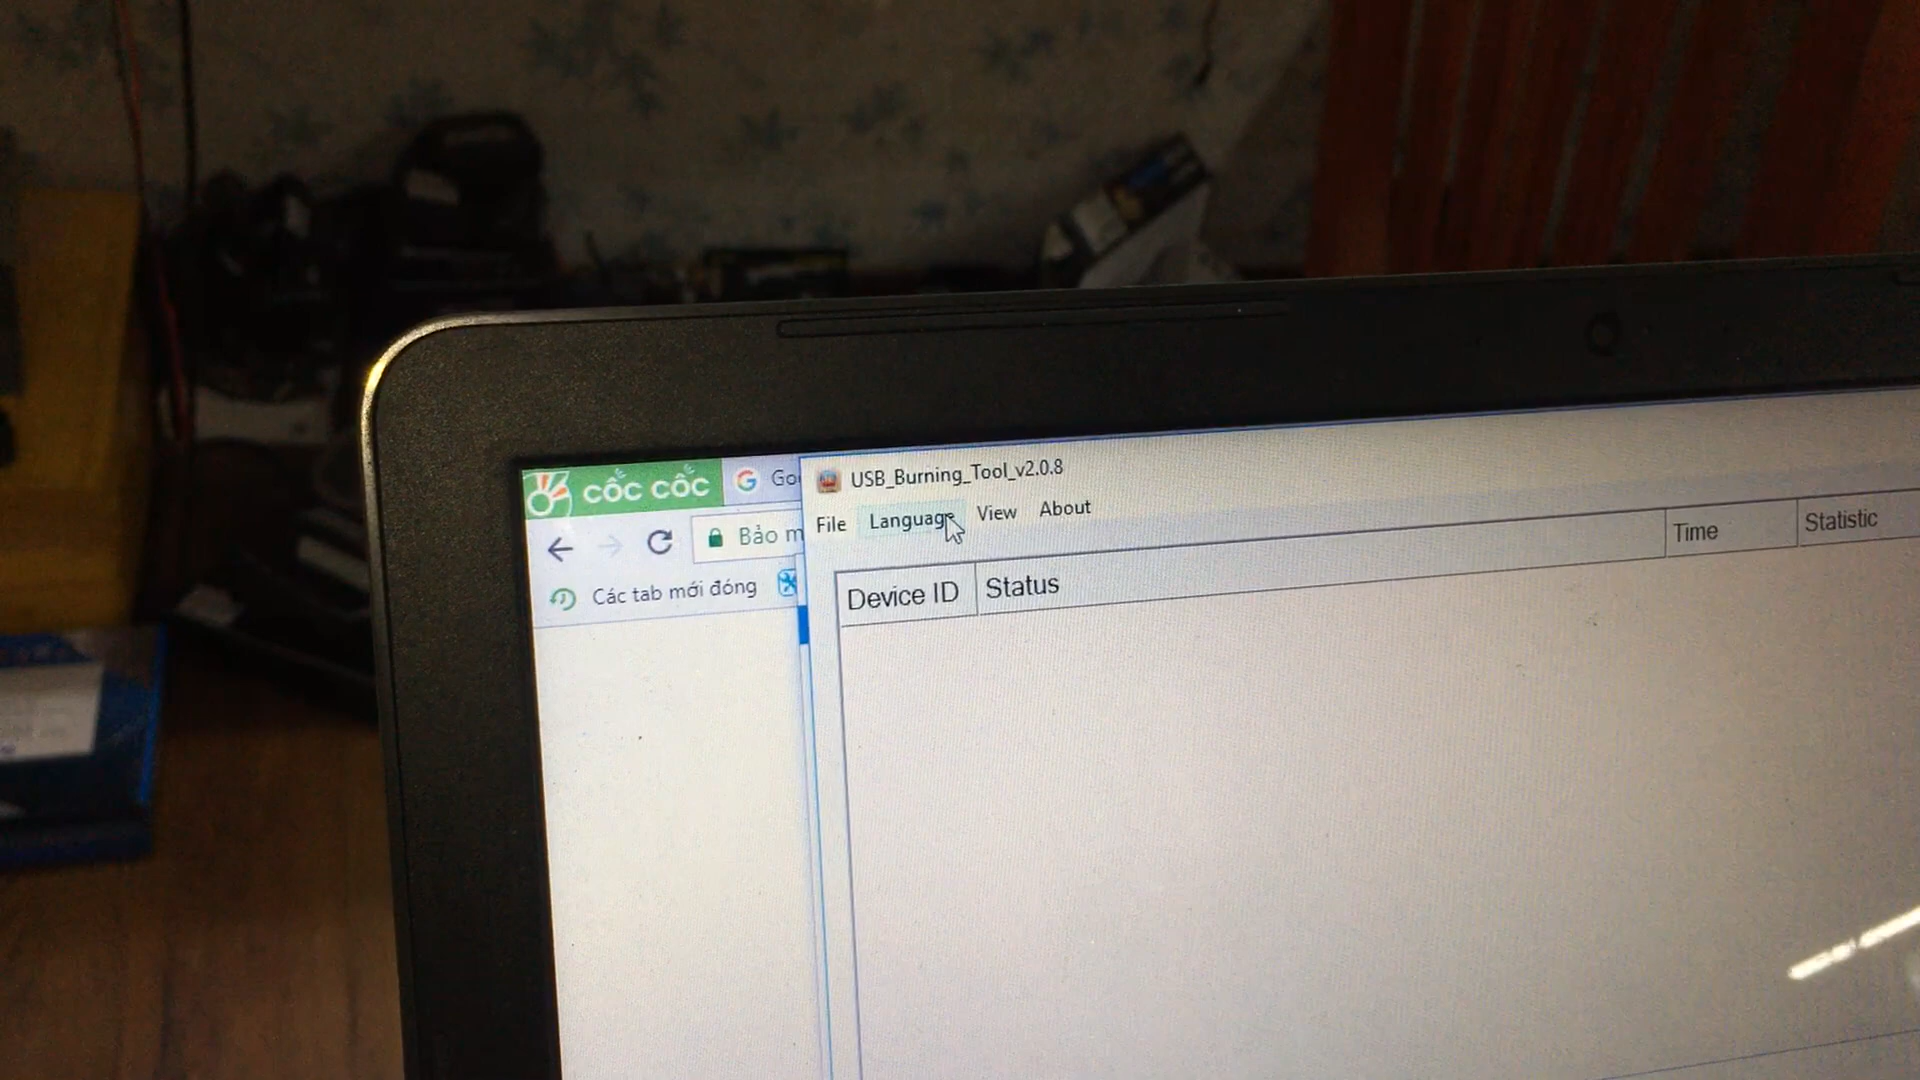 CỐC CỐC
USB_Burning_Tool_v2.0.8
File Language View About
Bảo m
Các tab mới đóng
Device ID Status Time Statistic